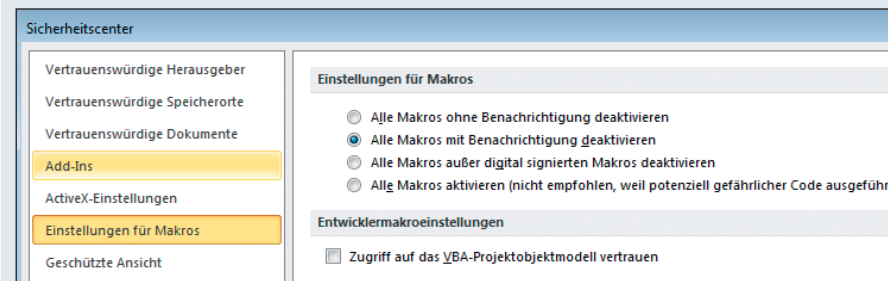 Sicherheitscenter
Vertrauenswürdige Herausgeber
Vertrauenswürdige Speicherorte
Vertrauenswürdige Dokumente
Add-Ins
ActiveX-Einstellungen
Einstellungen für Makros
Geschützte Ansicht
Einstellungen für Makros
Alle Makros ohne Benachrichtigung deaktivieren
Alle Makros mit Benachrichtigung deaktivieren
Alle Makros außer digital signierten Makros deaktivieren
Alle Makros aktivieren (nicht empfohlen, weil potenziell gefährlicher Code ausgeführ
Entwicklermakroeinstellungen
Zugriff auf das VBA-Projektobjektmodell vertrauen